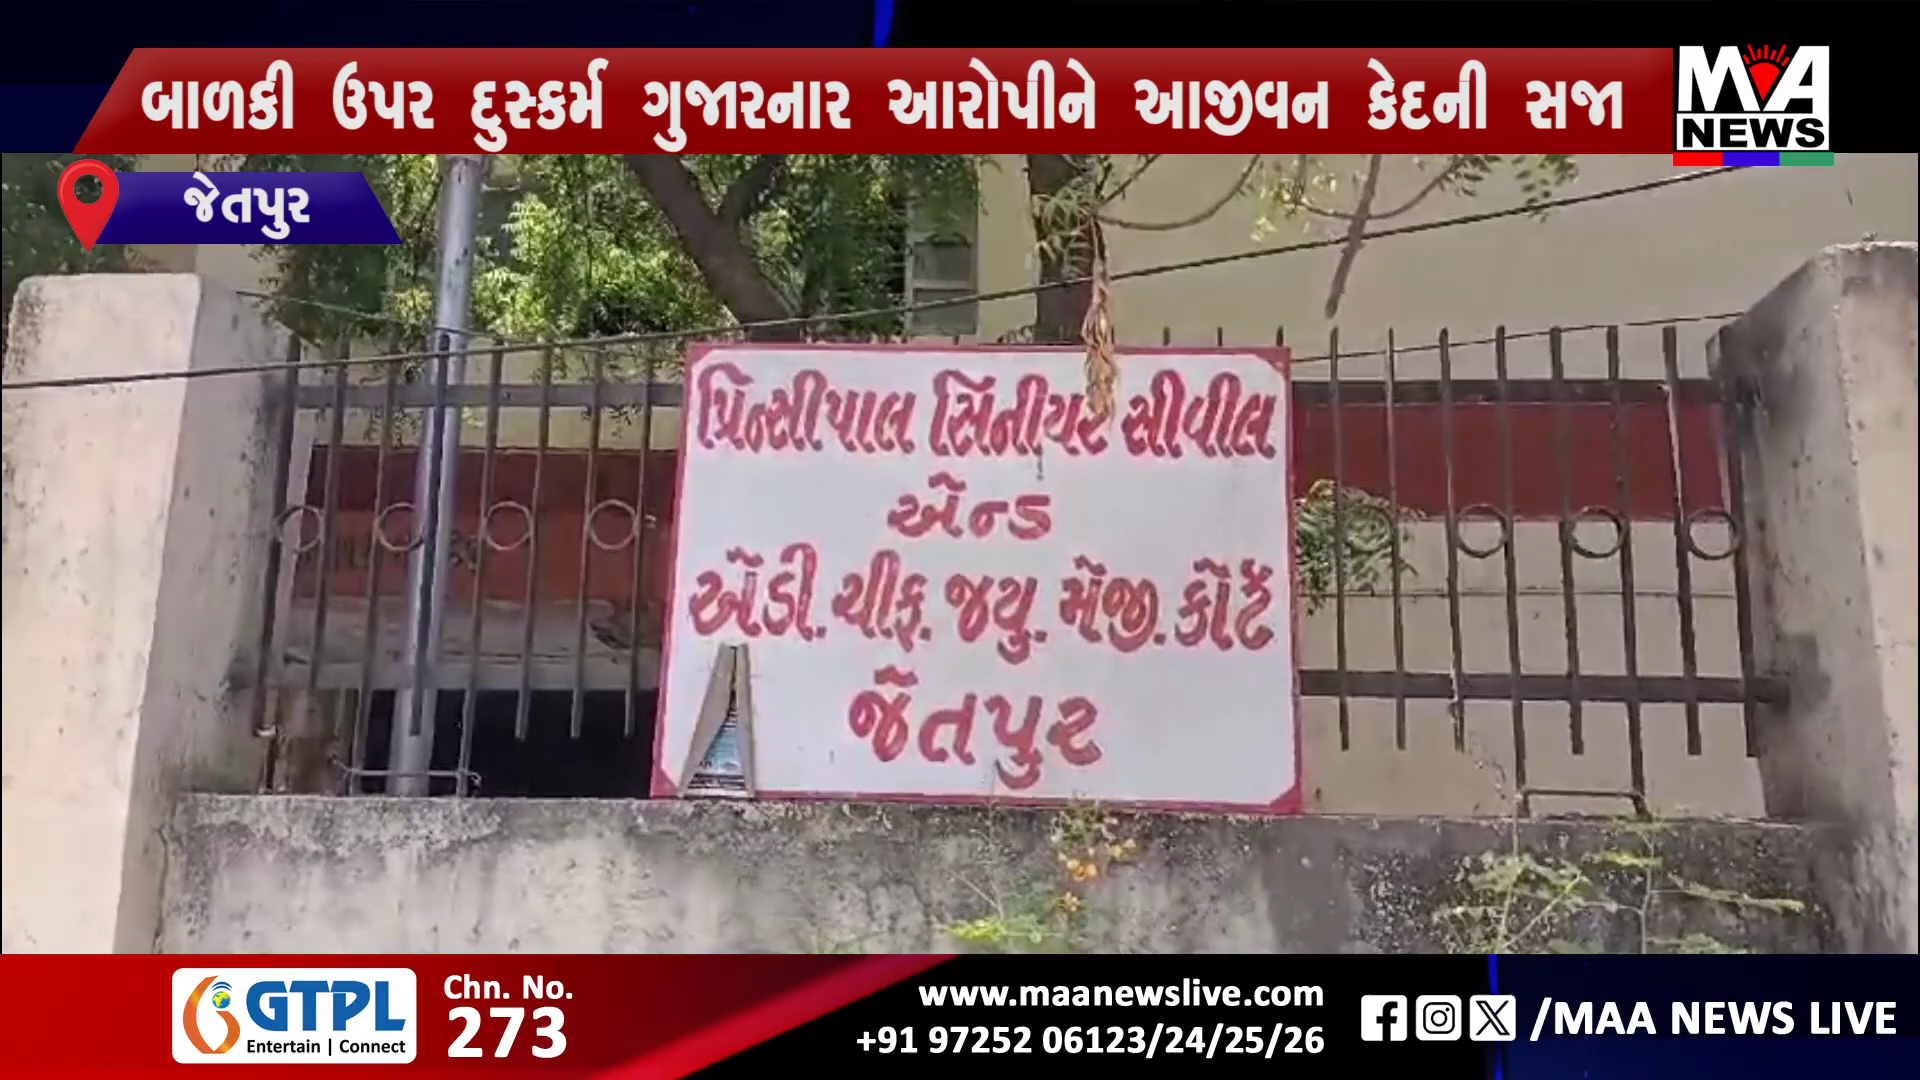 બાળકી ઉપર દુસ્કર્મ ગુજારનાર આરોપીને આજીવન કેદની સજા
MAA
NEWS
જેતપુર
પ્રિન્સીપાલ સિનીયર સીવીલ
એન્ડ
એડી. ચીફ. જ્યુ. મેજી. કોર્ટ
જેતપુર
GTPL
Entertain | Connect
Chn. No.
273
www.maanewslive.com
+91 97252 06123/24/25/26
/MAA NEWS LIVE